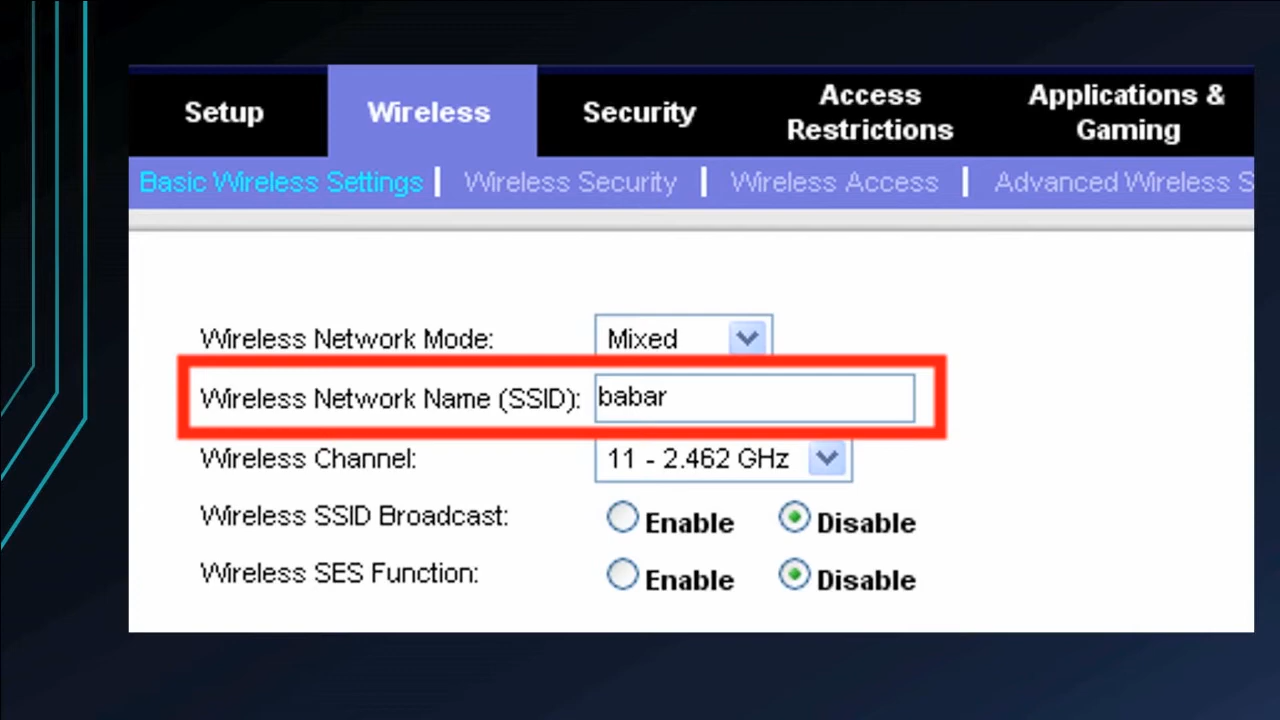 Setup Wireless Security Access Restrictions Applications & Gaming
Basic Wireless Settings Wireless Security Wireless Access Advanced Wireless S
Wireless Network Mode: Mixed
Wireless Network Name (SSID): babar
Wireless Channel: 11 - 2.462 GHz
Wireless SSID Broadcast: Enable Disable
Wireless SES Function: Enable Disable